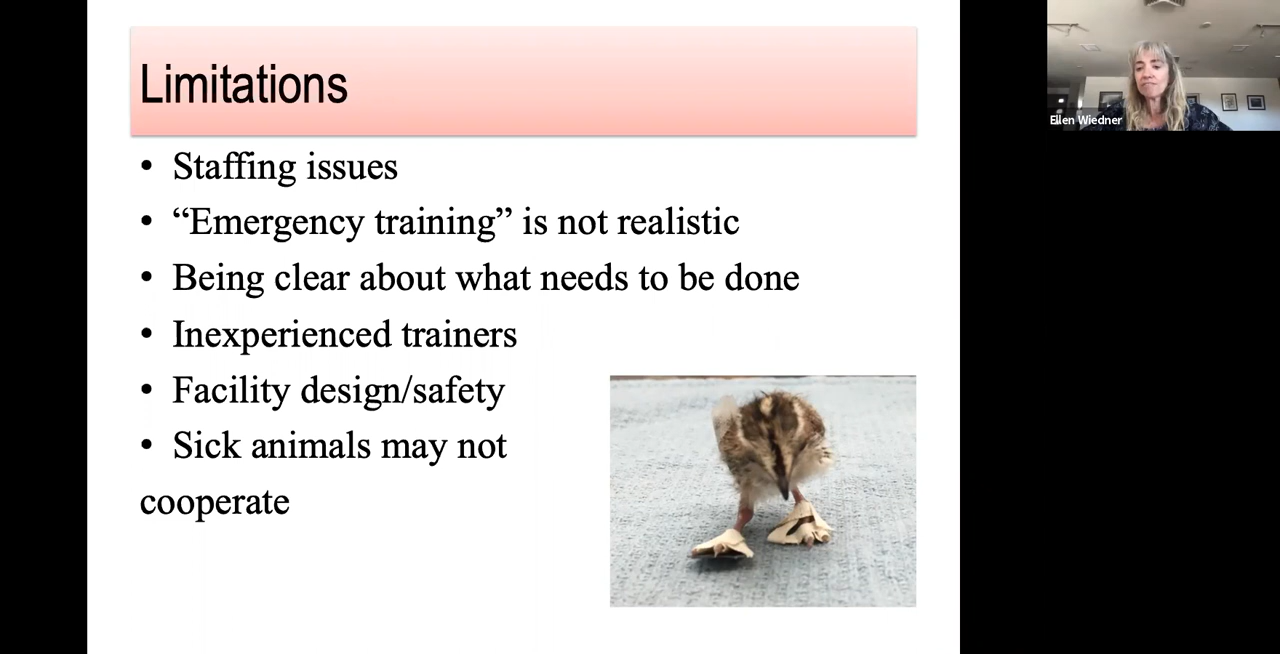 Limitations
• Staffing issues
• “Emergency training” is not realistic
• Being clear about what needs to be done
• Inexperienced trainers
• Facility design/safety
• Sick animals may not
cooperate
Ellen Wiedner